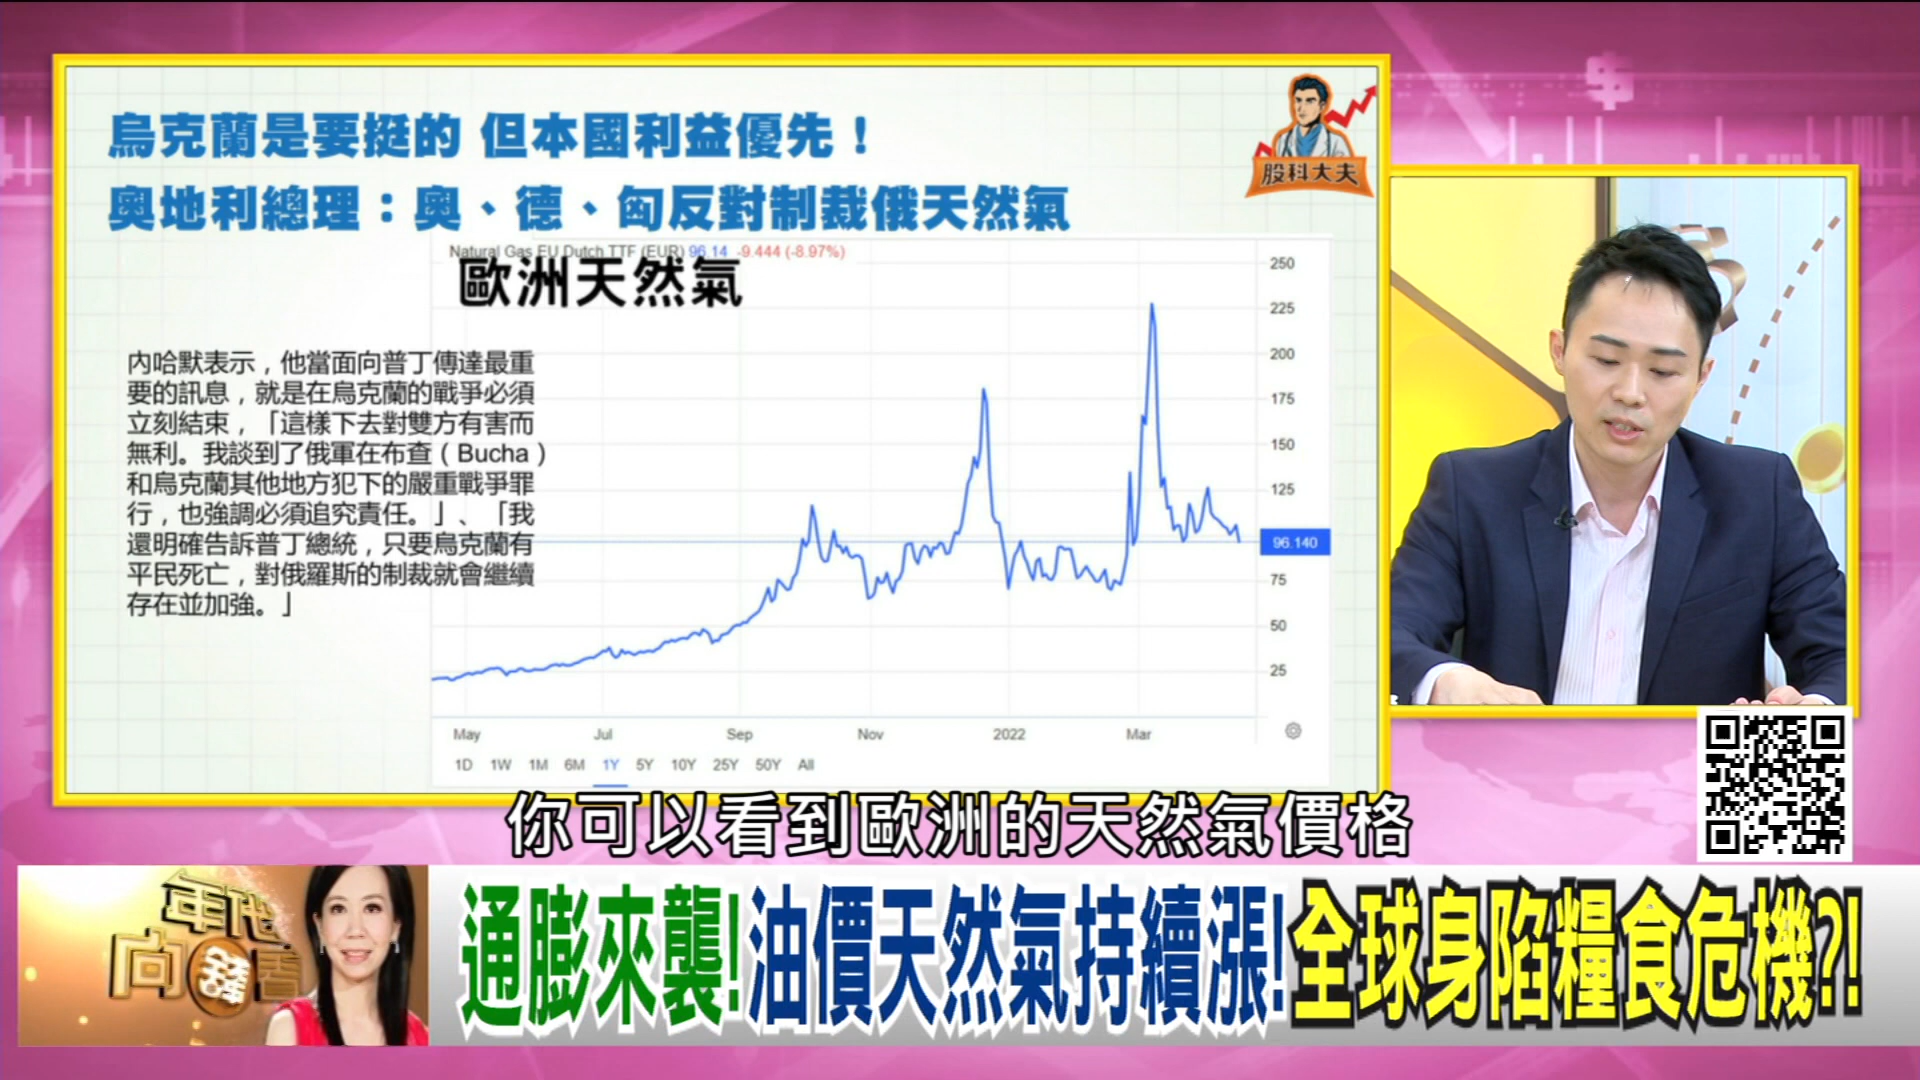 烏克蘭是要挺的 但本國利益優先！
奧地利總理：奧、德、匈反對制裁俄天然氣
股科大夫
Natural Gas EU Dutch TTF (EUR) 96.14 -9.444 (-8.97%)
歐洲天然氣
內哈默表示，他當面向普丁傳達最重
要的訊息，就是在烏克蘭的戰爭必須
立刻結束，「這樣下去對雙方有害而
無利。我談到了俄軍在布查（Bucha）
和烏克蘭其他地方犯下的嚴重戰爭罪
行，也強調必須追究責任。」、「我
還明確告訴普丁總統，只要烏克蘭有
平民死亡，對俄羅斯的制裁就會繼續
存在並加強。」
250
225
200
175
150
125
96.140
75
50
25
May Jul Sep Nov 2022 Mar
1D 1W 1M 6M 1Y 5Y 10Y 25Y 50Y All
你可以看到歐洲的天然氣價格
年代
向錢看
通膨來襲!油價天然氣持續漲!全球身陷糧食危機?!